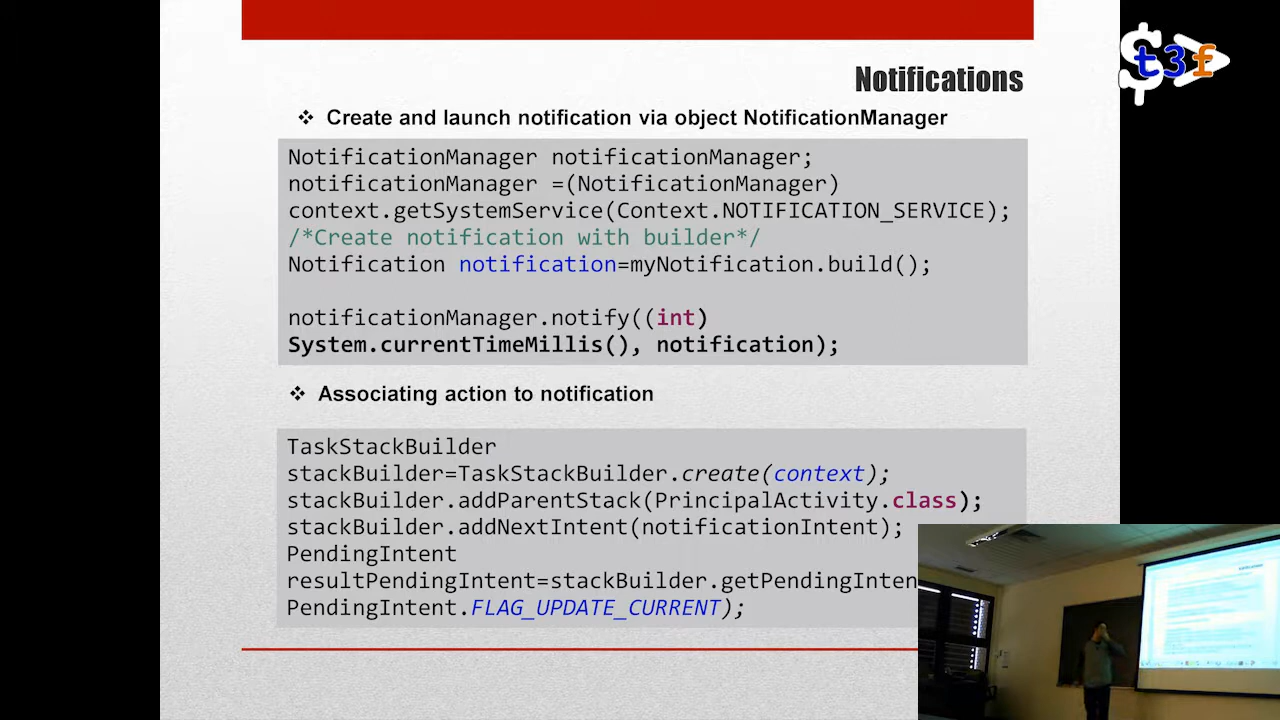 t3f
Notifications
❖ Create and launch notification via object NotificationManager
NotificationManager notificationManager;
notificationManager =(NotificationManager)
context.getSystemService(Context.NOTIFICATION_SERVICE);
/*Create notification with builder*/
Notification notification=myNotification.build();
notificationManager.notify((int)
System.currentTimeMillis(), notification);
❖ Associating action to notification
TaskStackBuilder
stackBuilder=TaskStackBuilder.create(context);
stackBuilder.addParentStack(PrincipalActivity.class);
stackBuilder.addNextIntent(notificationIntent);
PendingIntent
resultPendingIntent=stackBuilder.getPendingInten
PendingIntent.FLAG_UPDATE_CURRENT);